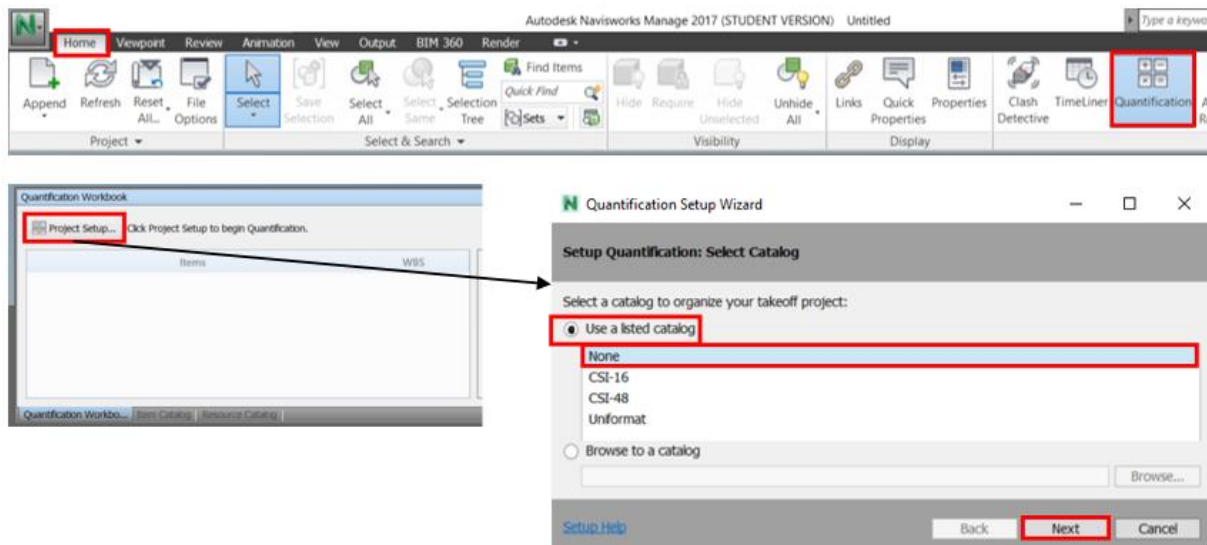 Autodesk Navisworks Manage 2017 (STUDENT VERSION) Untitled
Type a keywo
Home Viewpoint Review Animation View Output BIM 360 Render
Append Refresh Reset All... File Options Select Save Selection Select All Select Same Selection Tree Find Items
Quick Find
Sets
Hide Require Hide Unselected Unhide All Links Quick Properties Properties Clash Detective TimeLiner Quantification
Project Select & Search Visibility Display
Quantification Workbook
Project Setup... Click Project Setup to begin Quantification.
Items WBS
Quantification Workbo... Item Catalog Resource Catalog
Quantification Setup Wizard
Setup Quantification: Select Catalog
Select a catalog to organize your takeoff project:
Use a listed catalog
None
CSI-16
CSI-48
Uniformat
Browse to a catalog
Browse...
Setup Help Back Next Cancel